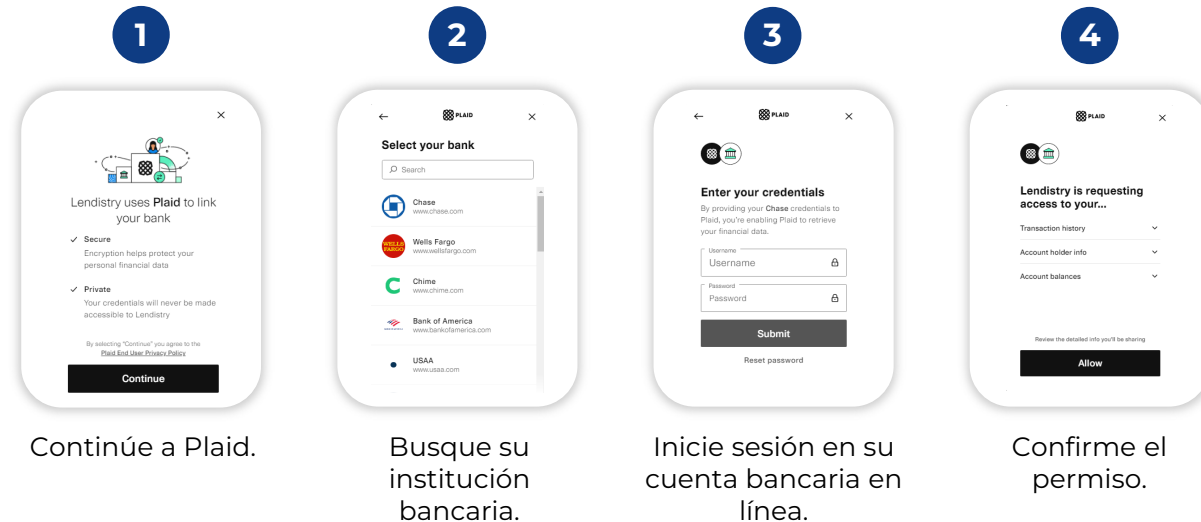 1
Lendistry uses Plaid to link
your bank
Secure
Encryption helps protect your
personal financial data
Private
Your credentials will never be made
accessible to Lendistry
By selecting "Continue" you agree to the
Plaid End User Privacy Policy
Continue
Continúe a Plaid.
2
PLAID
Select your bank
Search
Chase
www.chase.com
WELLS
FARGO
Wells Fargo
www.wellsfargo.com
Chime
www.chime.com
Bank of America
www.bankofamerica.com
USAA
www.usaa.com
Busque su
institución
bancaria.
3
PLAID
Enter your credentials
By providing your Chase credentials to
Plaid, you're enabling Plaid to retrieve
your financial data.
Username
Username
Password
Password
Submit
Reset password
Inicie sesión en su
cuenta bancaria en
línea.
4
PLAID
Lendistry is requesting
access to your...
Transaction history
Account holder info
Account balances
Review the detailed info you'll be sharing
Allow
Confirme el
permiso.